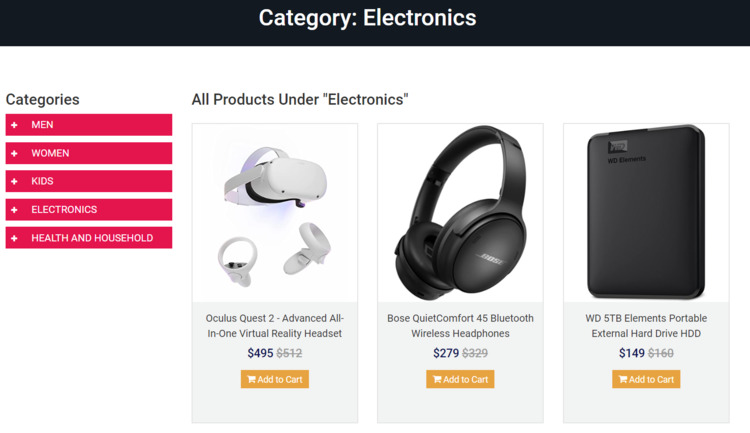 Category: Electronics
Categories
MEN
WOMEN
KIDS
ELECTRONICS
HEALTH AND HOUSEHOLD
All Products Under "Electronics"
Oculus Quest 2 - Advanced All-
In-One Virtual Reality Headset
$495 $512
Add to Cart
BOSE
Bose QuietComfort 45 Bluetooth
Wireless Headphones
$279 $329
Add to Cart
WD
WD Elements
WD 5TB Elements Portable
External Hard Drive HDD
$149 $160
Add to Cart